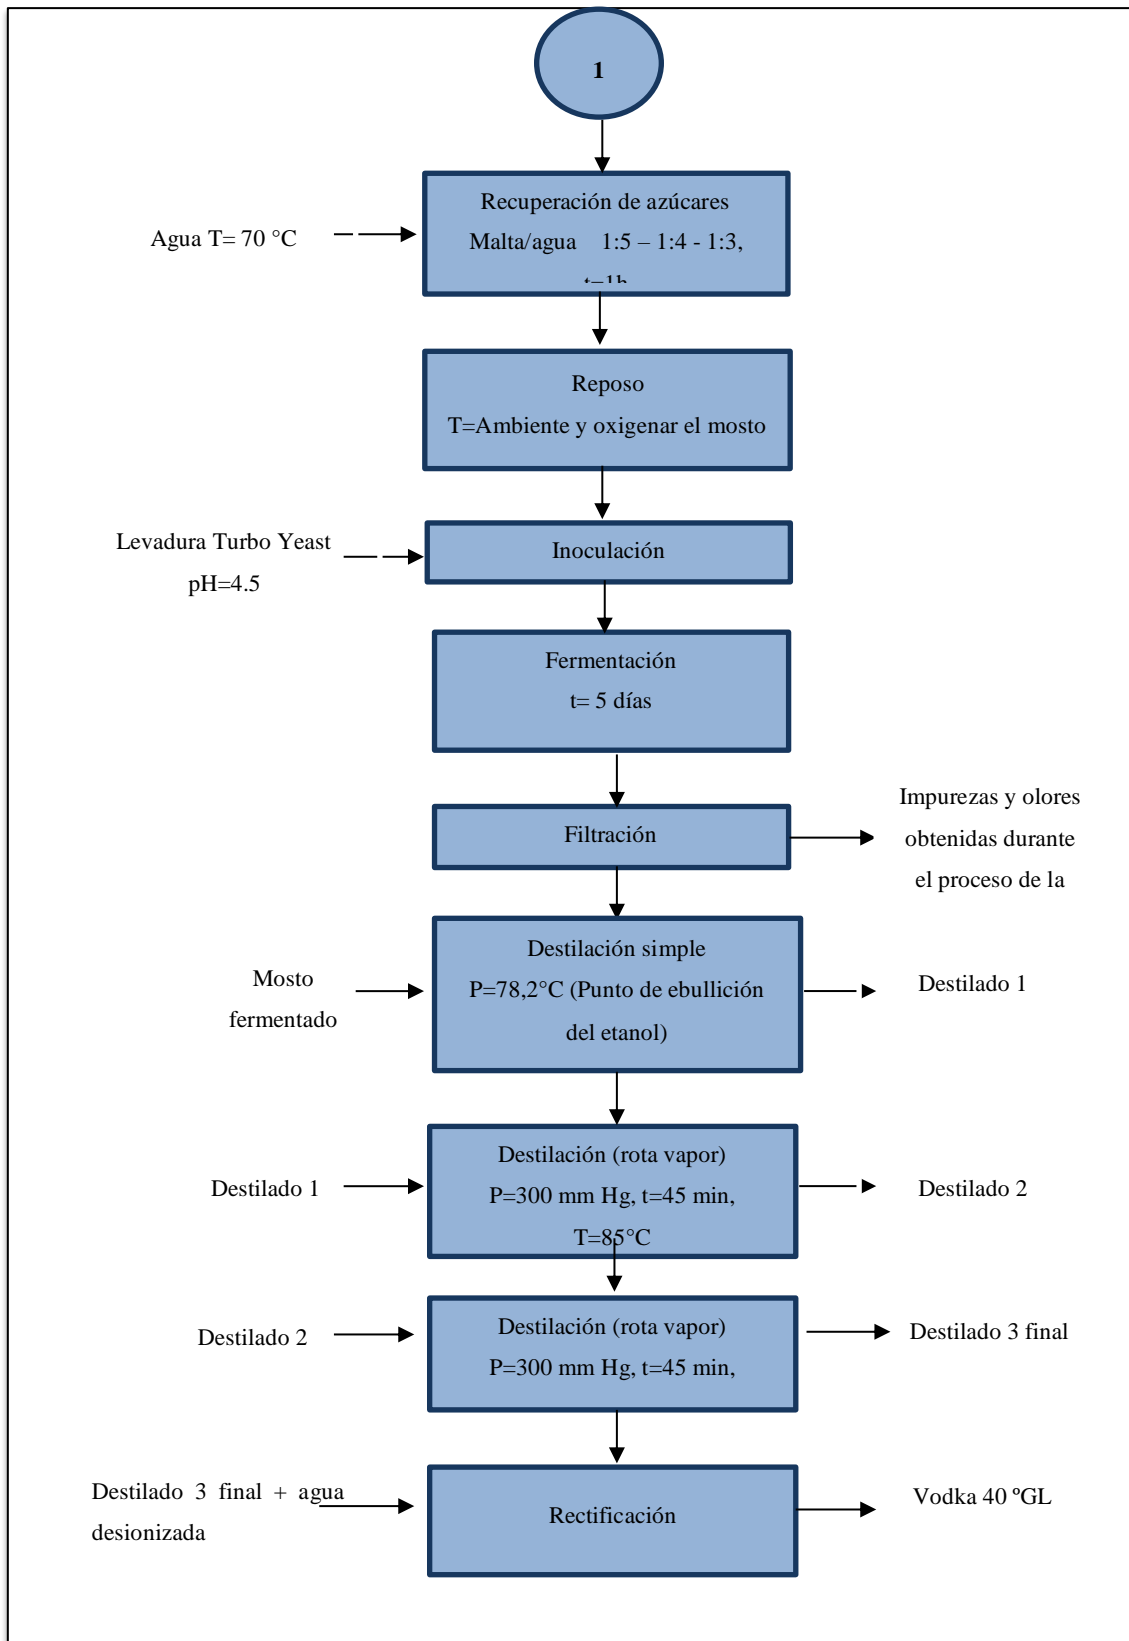 1
Recuperación de azúcares
Malta/agua 1:5 – 1:4 - 1:3,
t=1h
Agua T= 70 °C
Reposo
T=Ambiente y oxigenar el mosto
Levadura Turbo Yeast
pH=4.5
Inoculación
Fermentación
t= 5 días
Filtración
Impurezas y olores
obtenidas durante
el proceso de la
Mosto
fermentado
Destilación simple
P=78,2°C (Punto de ebullición
del etanol)
Destilado 1
Destilado 1
Destilación (rota vapor)
P=300 mm Hg, t=45 min,
T=85°C
Destilado 2
Destilado 2
Destilación (rota vapor)
P=300 mm Hg, t=45 min,
Destilado 3 final
Destilado 3 final + agua
desionizada
Rectificación
Vodka 40 ºGL